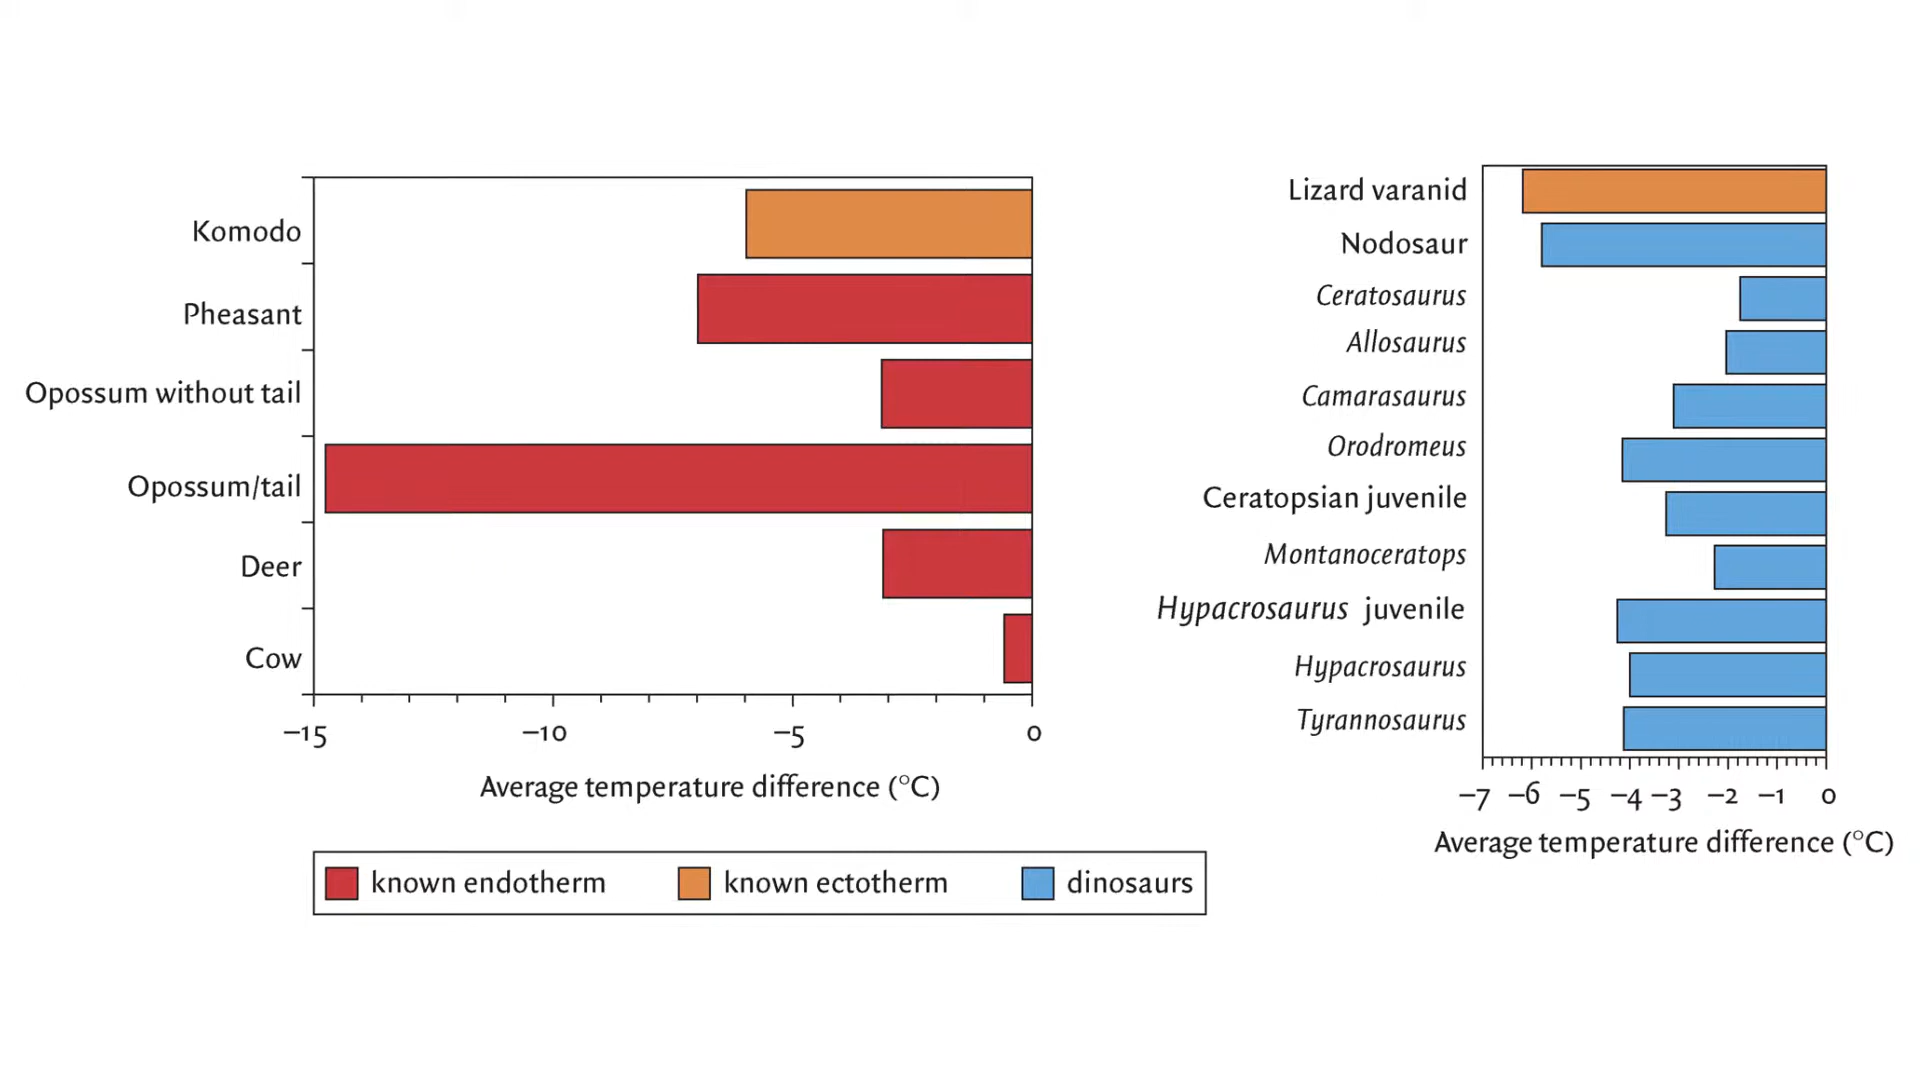 Komodo
Pheasant
Opossum without tail
Opossum/tail
Deer
Cow
–15 –10 –5 0
Average temperature difference (°C)
Lizard varanid
Nodosaur
Ceratosaurus
Allosaurus
Camarasaurus
Orodromeus
Ceratopsian juvenile
Montanoceratops
Hypacrosaurus juvenile
Hypacrosaurus
Tyrannosaurus
–7 –6 –5 –4 –3 –2 –1 0
Average temperature difference (°C)
known endotherm known ectotherm dinosaurs